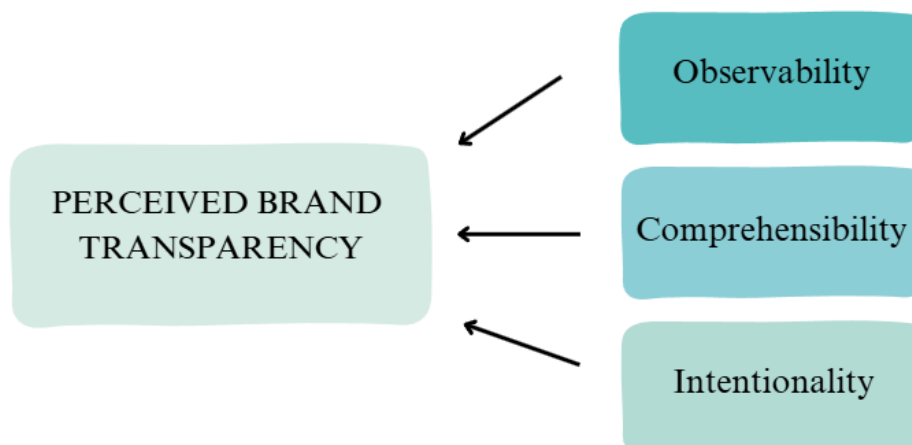 Observability
PERCEIVED BRAND
TRANSPARENCY
Comprehensibility
Intentionality